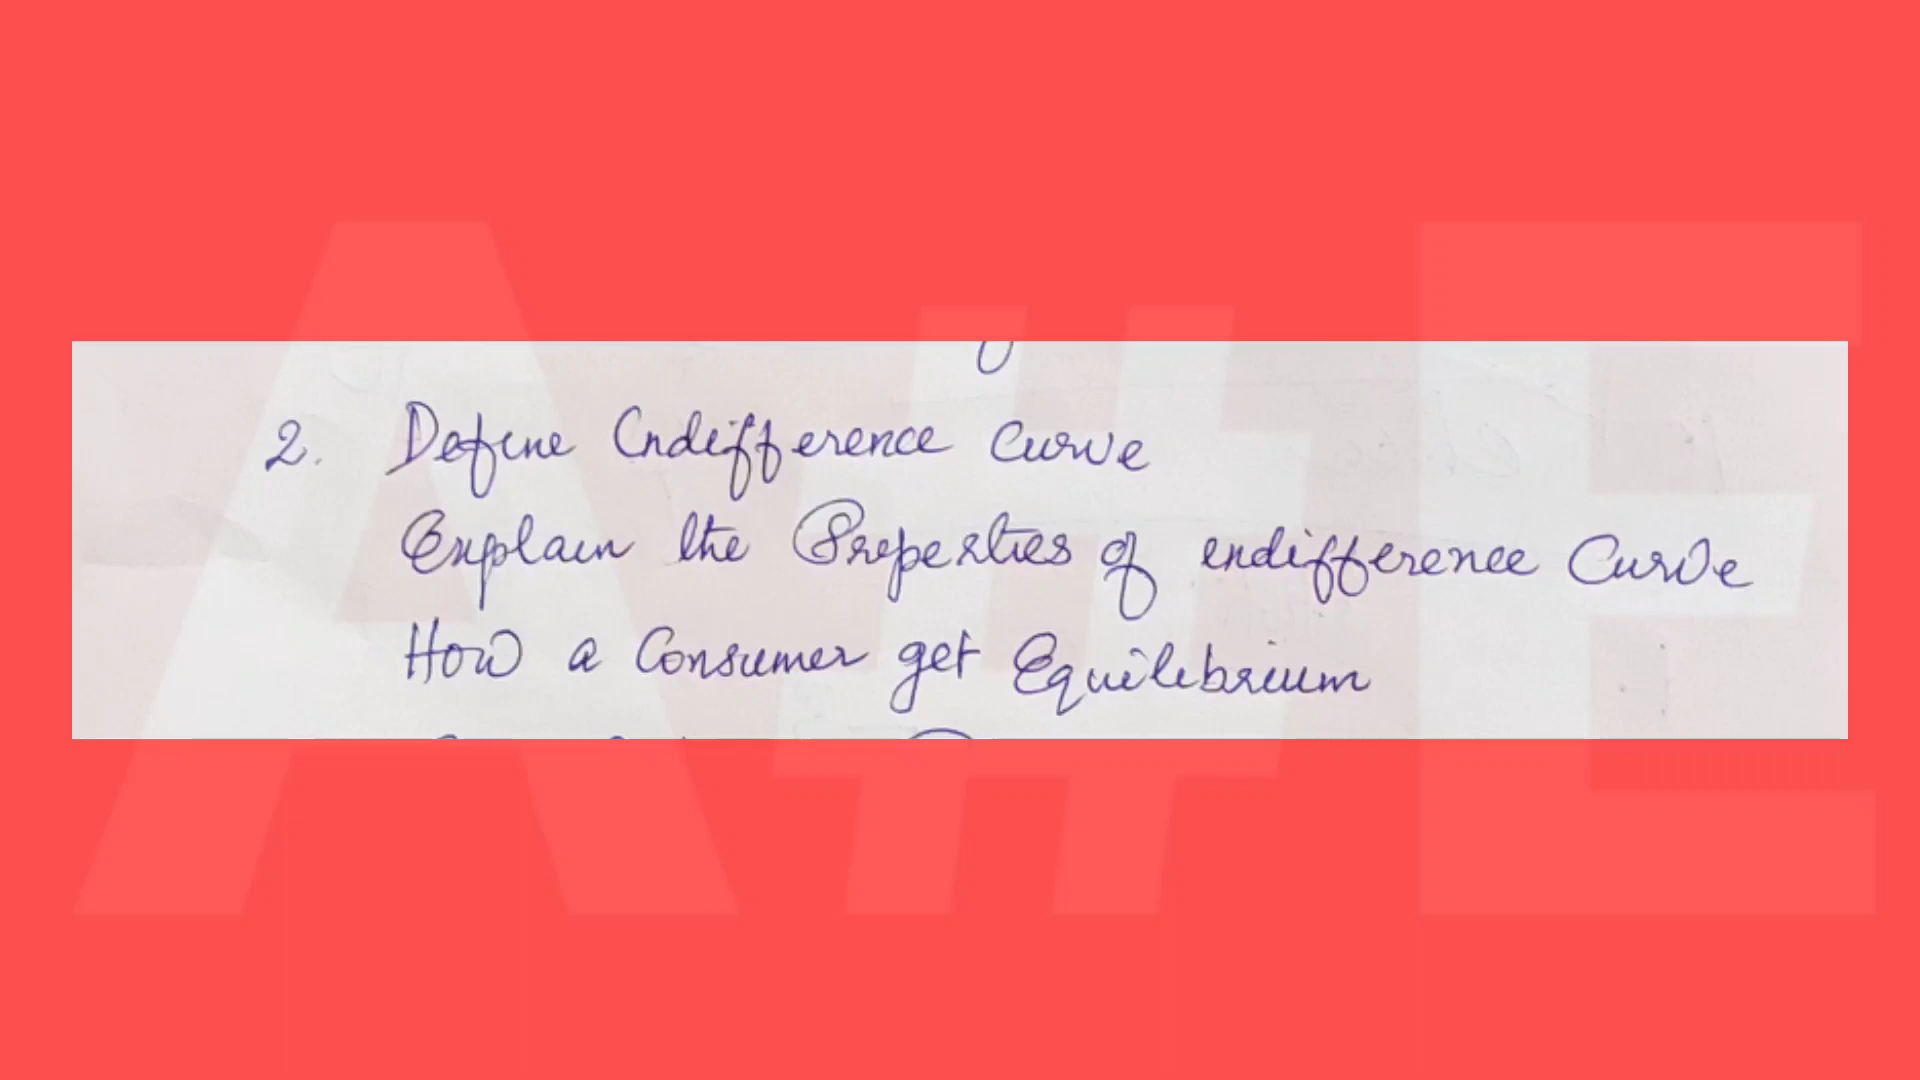 2. Define Indifference Curve
Explain the Properties of indifference Curve
How a Consumer get Equilibrium
A#E